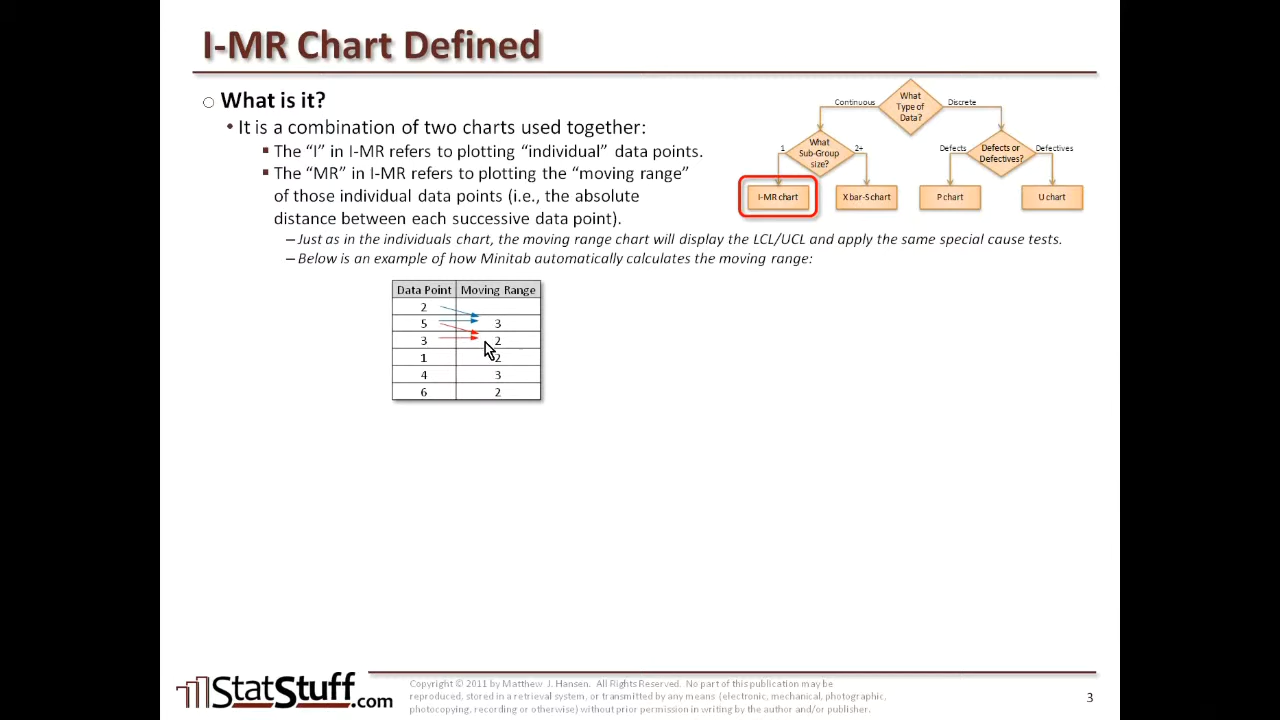 I-MR Chart Defined
What is it?
It is a combination of two charts used together:
The “I” in I-MR refers to plotting “individual” data points.
The “MR” in I-MR refers to plotting the “moving range”
of those individual data points (i.e., the absolute
distance between each successive data point).
– Just as in the individuals chart, the moving range chart will display the LCL/UCL and apply the same special cause tests.
– Below is an example of how Minitab automatically calculates the moving range:
What
Type of
Data?
Continuous
Discrete
What
Sub-Group
size?
1
2+
Defects or
Defectives?
Defects
Defectives
I-MR chart
X bar-S chart
P chart
U chart
Data Point Moving Range
2
5 3
3 2
1 2
4 3
6 2
StatStuff.com
Copyright © 2011 by Matthew J. Hansen. All Rights Reserved. No part of this publication may be
reproduced, stored in a retrieval system, or transmitted by any means (electronic, mechanical, photographic,
photocopying, recording or otherwise) without prior permission in writing by the author and/or publisher.
3